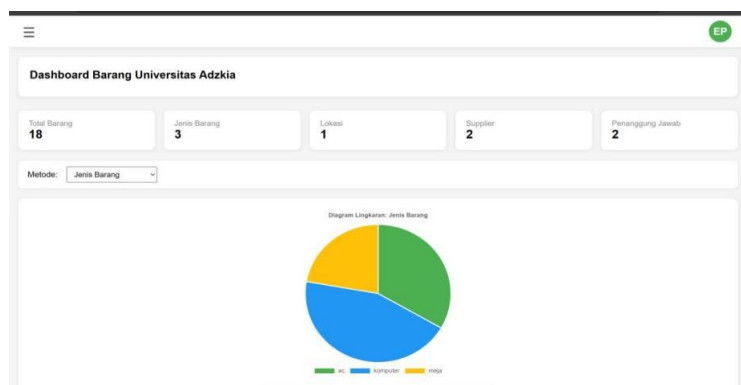 EP
Dashboard Barang Universitas Adzkia
Total Barang
18
Jenis Barang
3
Lokasi
1
Supplier
2
Penanggung Jawab
2
Metode: Jenis Barang
Diagram Lingkaran: Jenis Barang
ac komputer meja